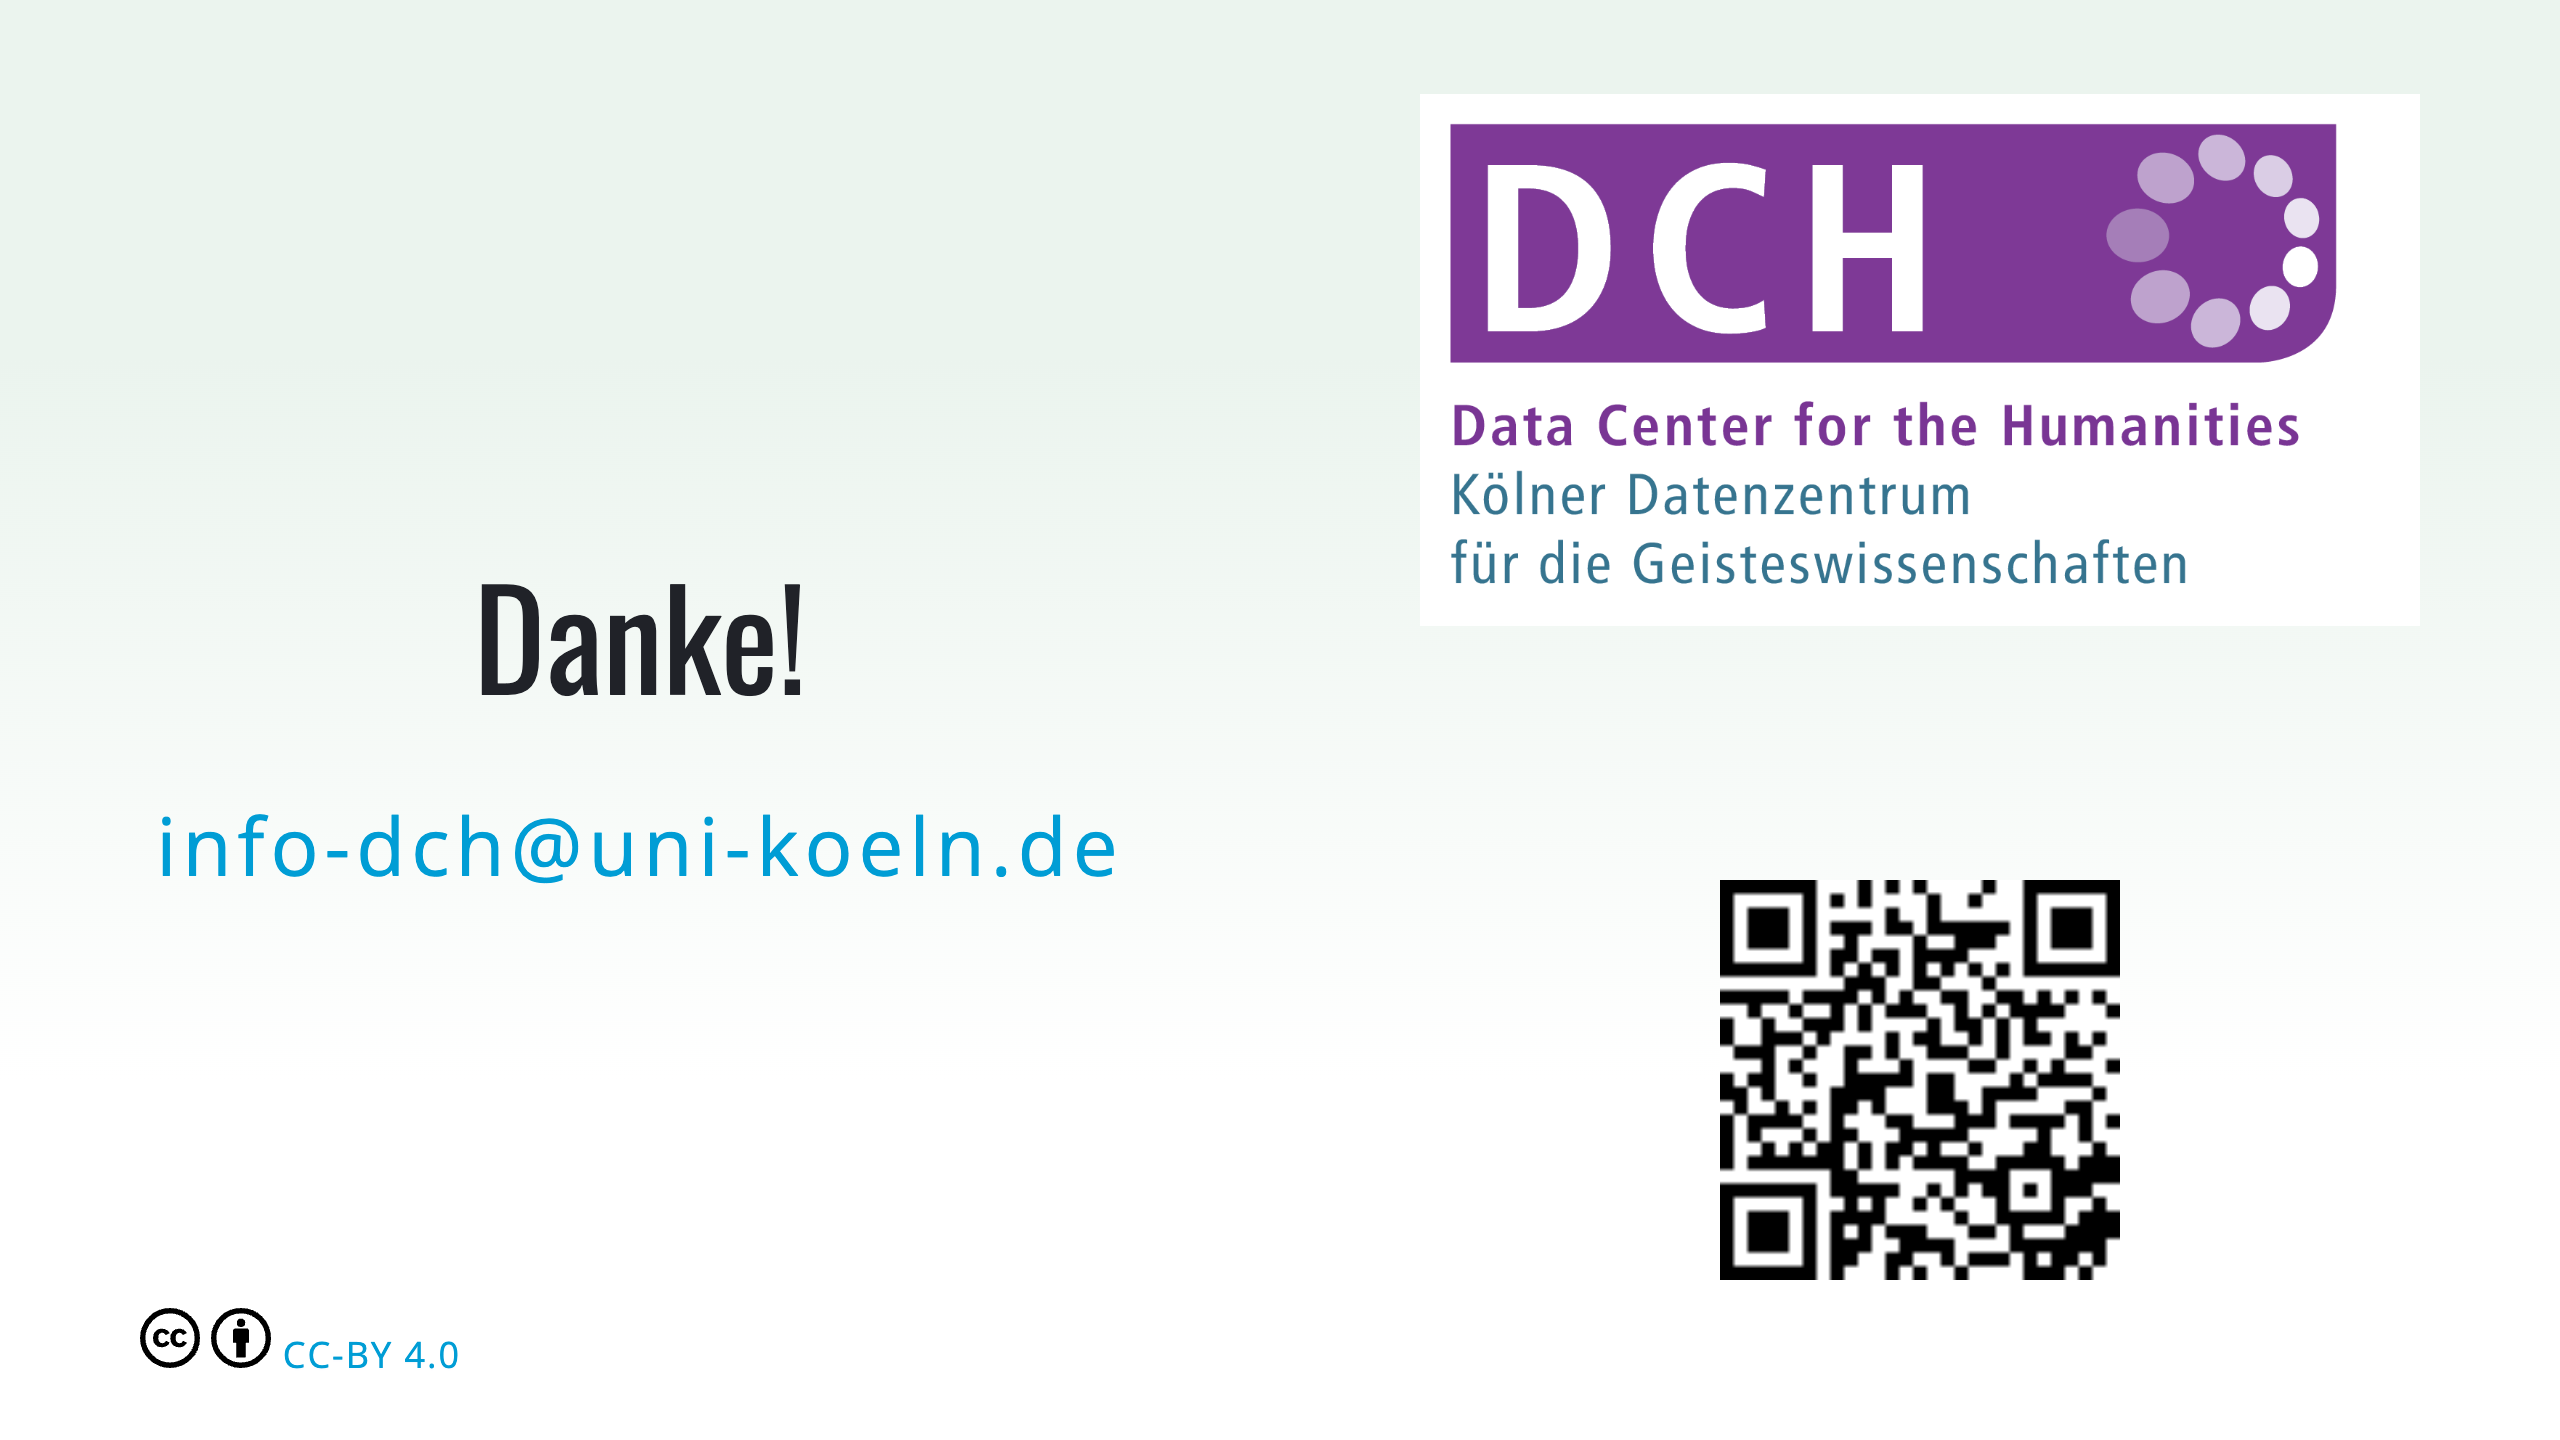 Danke!
info-dch@uni-koeln.de
DCH
Data Center for the Humanities
Kölner Datenzentrum
für die Geisteswissenschaften
cc CC-BY 4.0